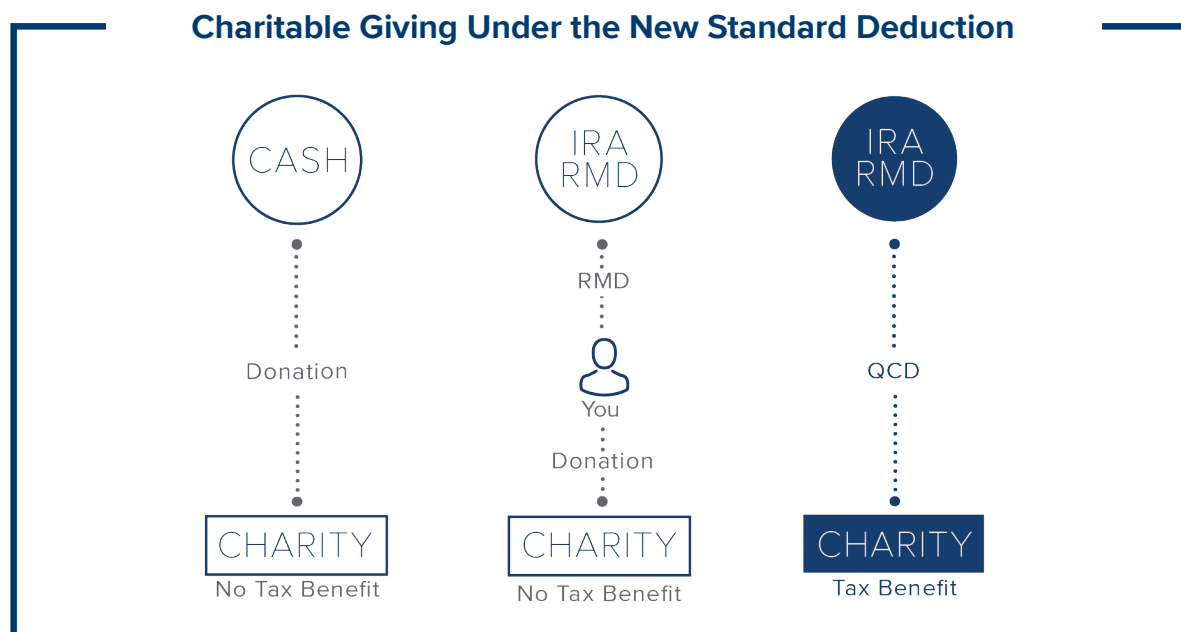 Charitable Giving Under the New Standard Deduction
CASH
Donation
CHARITY
No Tax Benefit
IRA
RMD
RMD
You
Donation
CHARITY
No Tax Benefit
IRA
RMD
QCD
CHARITY
Tax Benefit